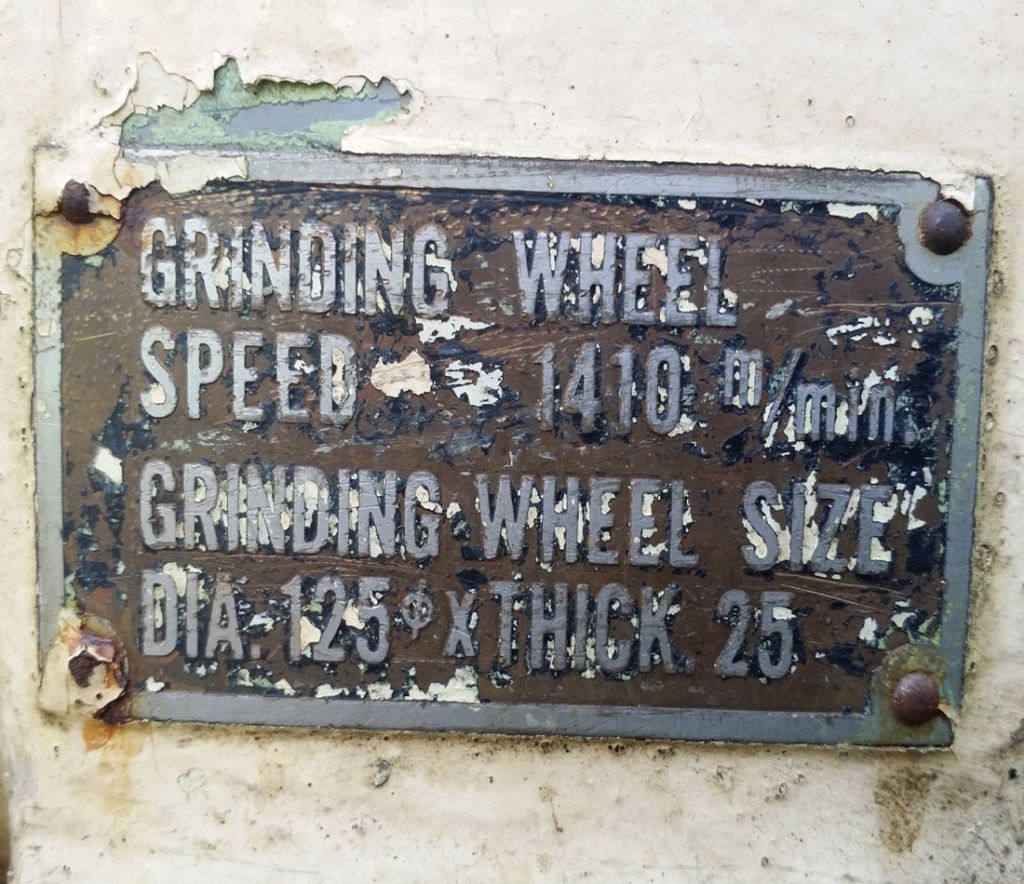 GRINDING WHEEL
SPEED 1410 m/min.
GRINDING WHEEL SIZE
DIA. 125ϕ x THICK. 25